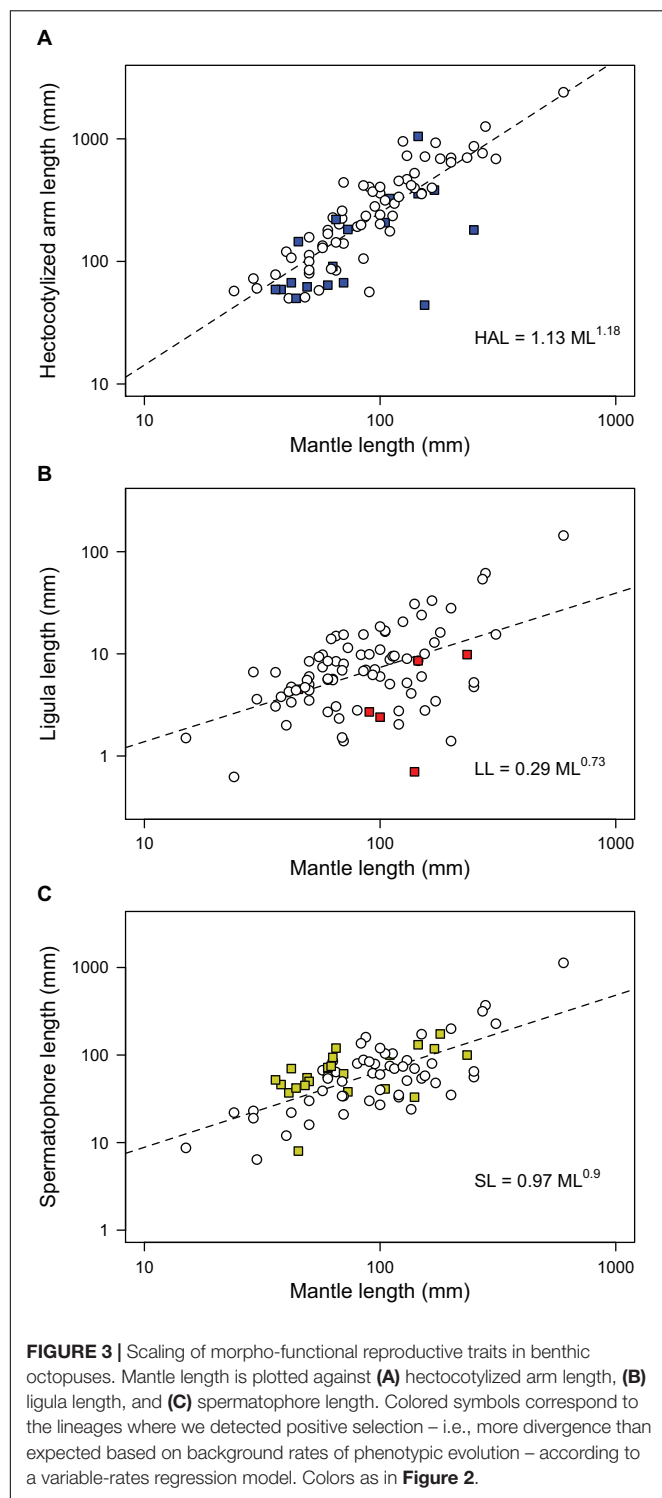 A
Hectocotylized arm length (mm)
1000
100
10
10 100 1000
Mantle length (mm)
HAL = 1.13 ML^1.18
B
Ligula length (mm)
100
10
1
10 100 1000
Mantle length (mm)
LL = 0.29 ML^0.73
C
Spermatophore length (mm)
1000
100
10
1
10 100 1000
Mantle length (mm)
SL = 0.97 ML^0.9
FIGURE 3 | Scaling of morpho-functional reproductive traits in benthic
octopuses. Mantle length is plotted against (A) hectocotylized arm length, (B)
ligula length, and (C) spermatophore length. Colored symbols correspond to
the lineages where we detected positive selection – i.e., more divergence than
expected based on background rates of phenotypic evolution – according to
a variable-rates regression model. Colors as in Figure 2.